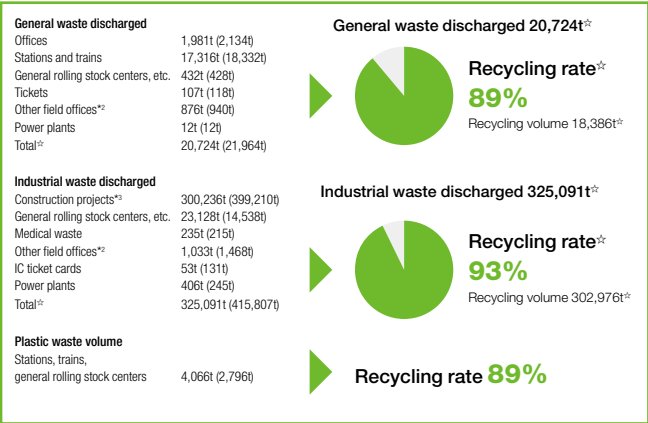 General waste discharged
Offices 1,981t (2,134t)
Stations and trains 17,316t (18,332t)
General rolling stock centers, etc. 432t (428t)
Tickets 107t (118t)
Other field offices*2 876t (940t)
Power plants 12t (12t)
Total☆ 20,724t (21,964t)
General waste discharged 20,724t☆
Recycling rate☆
89%
Recycling volume 18,386t☆
Industrial waste discharged
Construction projects*3 300,236t (399,210t)
General rolling stock centers, etc. 23,128t (14,538t)
Medical waste 235t (215t)
Other field offices*2 1,033t (1,468t)
IC ticket cards 53t (131t)
Power plants 406t (245t)
Total☆ 325,091t (415,807t)
Industrial waste discharged 325,091t☆
Recycling rate☆
93%
Recycling volume 302,976t☆
Plastic waste volume
Stations, trains,
general rolling stock centers 4,066t (2,796t)
Recycling rate 89%